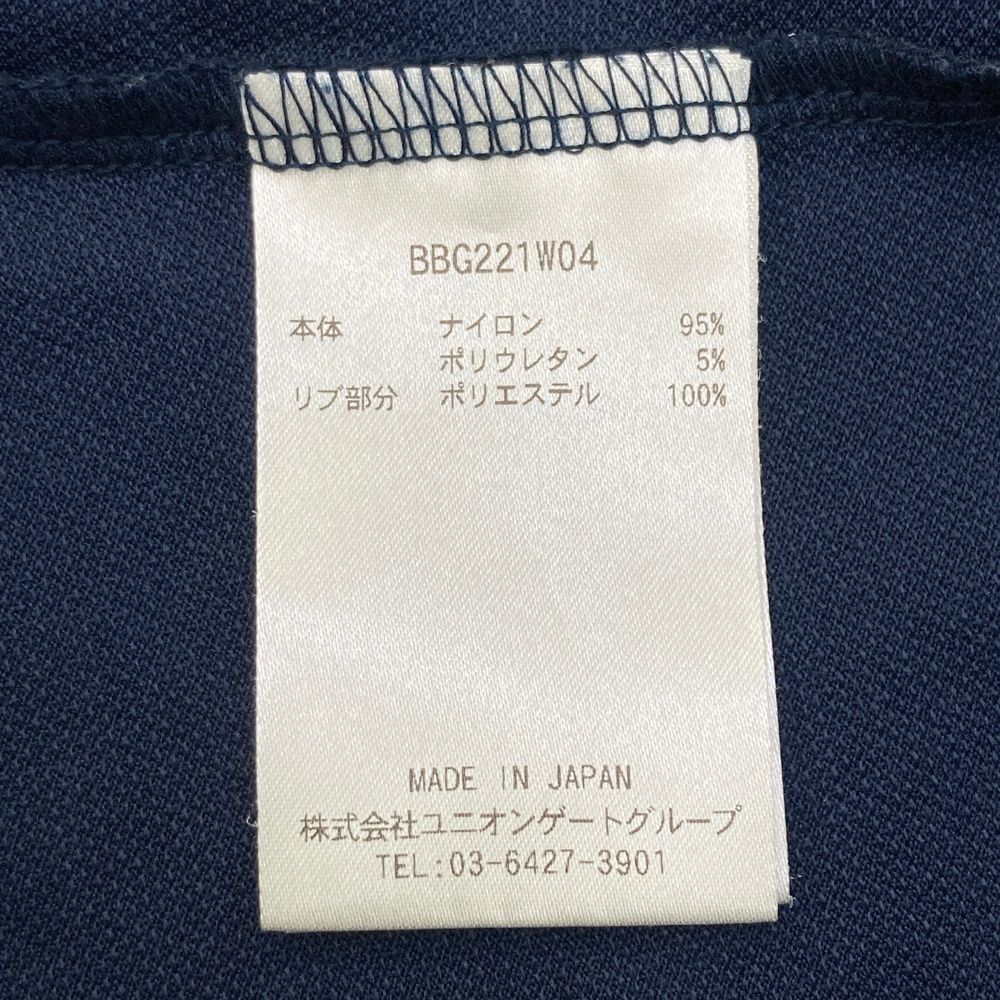 BBG221W04
本体 ナイロン 95%
ポリウレタン 5%
リブ部分 ポリエステル 100%
MADE IN JAPAN
株式会社ユニオンゲートグループ
TEL:03-6427-3901